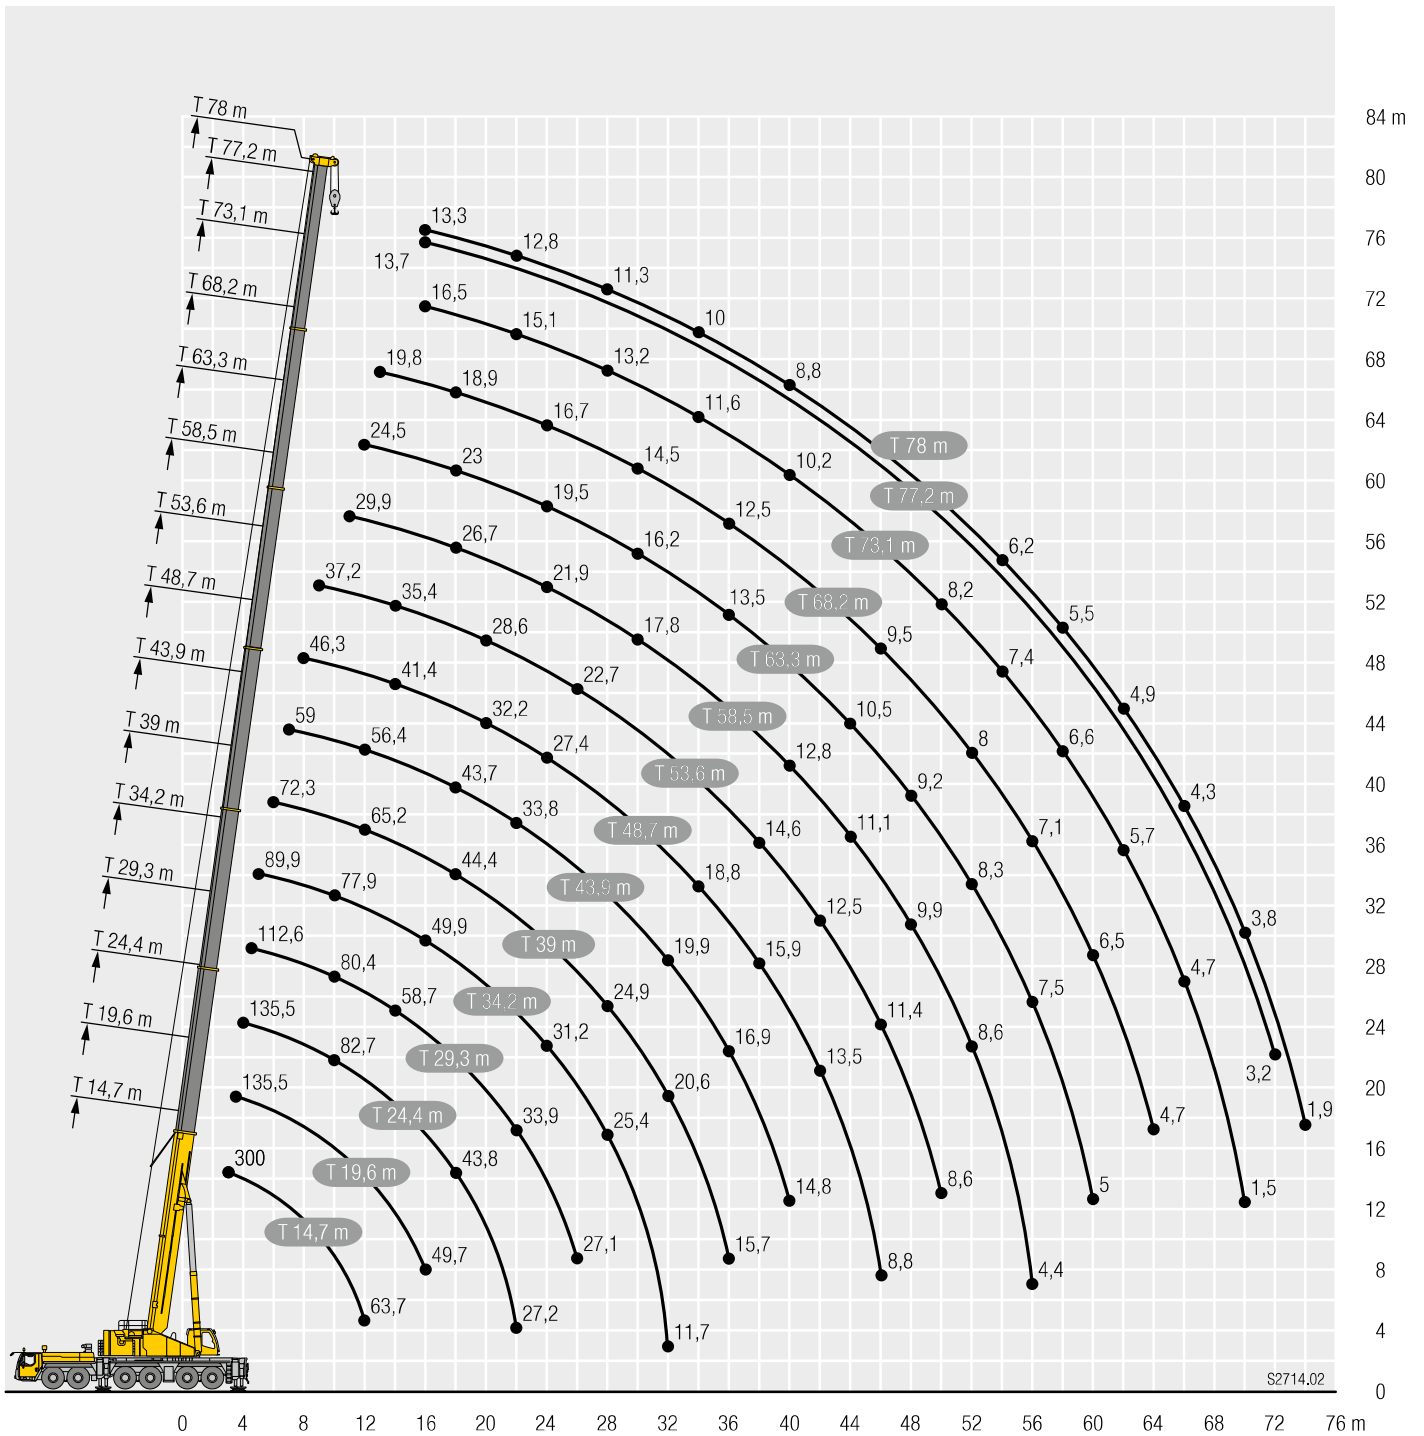 T 78 m
T 77,2 m
T 73,1 m
T 68,2 m
T 63,3 m
T 58,5 m
T 53,6 m
T 48,7 m
T 43,9 m
T 39 m
T 34,2 m
T 29,3 m
T 24,4 m
T 19,6 m
T 14,7 m
13,3 12,8 11,3 10 8,8 6,2 5,5 4,9 4,3 3,8 1,9
T 78 m
13,7 3,2
T 77,2 m
16,5 15,1 13,2 11,6 10,2 8,2 7,4 6,6 5,7 4,7 1,5
T 73,1 m
19,8 18,9 16,7 14,5 12,5 9,5 8 7,1 6,5 4,7
T 68,2 m
24,5 23 19,5 16,2 13,5 10,5 9,2 8,3 7,5 5
T 63,3 m
29,9 26,7 21,9 17,8 12,8 11,1 9,9 8,6 4,4
T 58,5 m
37,2 35,4 28,6 22,7 14,6 12,5 11,4 8,6
T 53,6 m
46,3 41,4 32,2 27,4 18,8 15,9 13,5 8,8
T 48,7 m
59 56,4 43,7 33,8 19,9 16,9 14,8
T 43,9 m
72,3 65,2 44,4 24,9 20,6 15,7
T 39 m
89,9 77,9 49,9 31,2 25,4 11,7
T 34,2 m
112,6 80,4 58,7 33,9 27,1
T 29,3 m
135,5 82,7 43,8 27,2
T 24,4 m
135,5 49,7
T 19,6 m
300 63,7
T 14,7 m
84 m
80
76
72
68
64
60
56
52
48
44
40
36
32
28
24
20
16
12
8
4
0
S2714.02
0 4 8 12 16 20 24 28 32 36 40 44 48 52 56 60 64 68 72 76 m